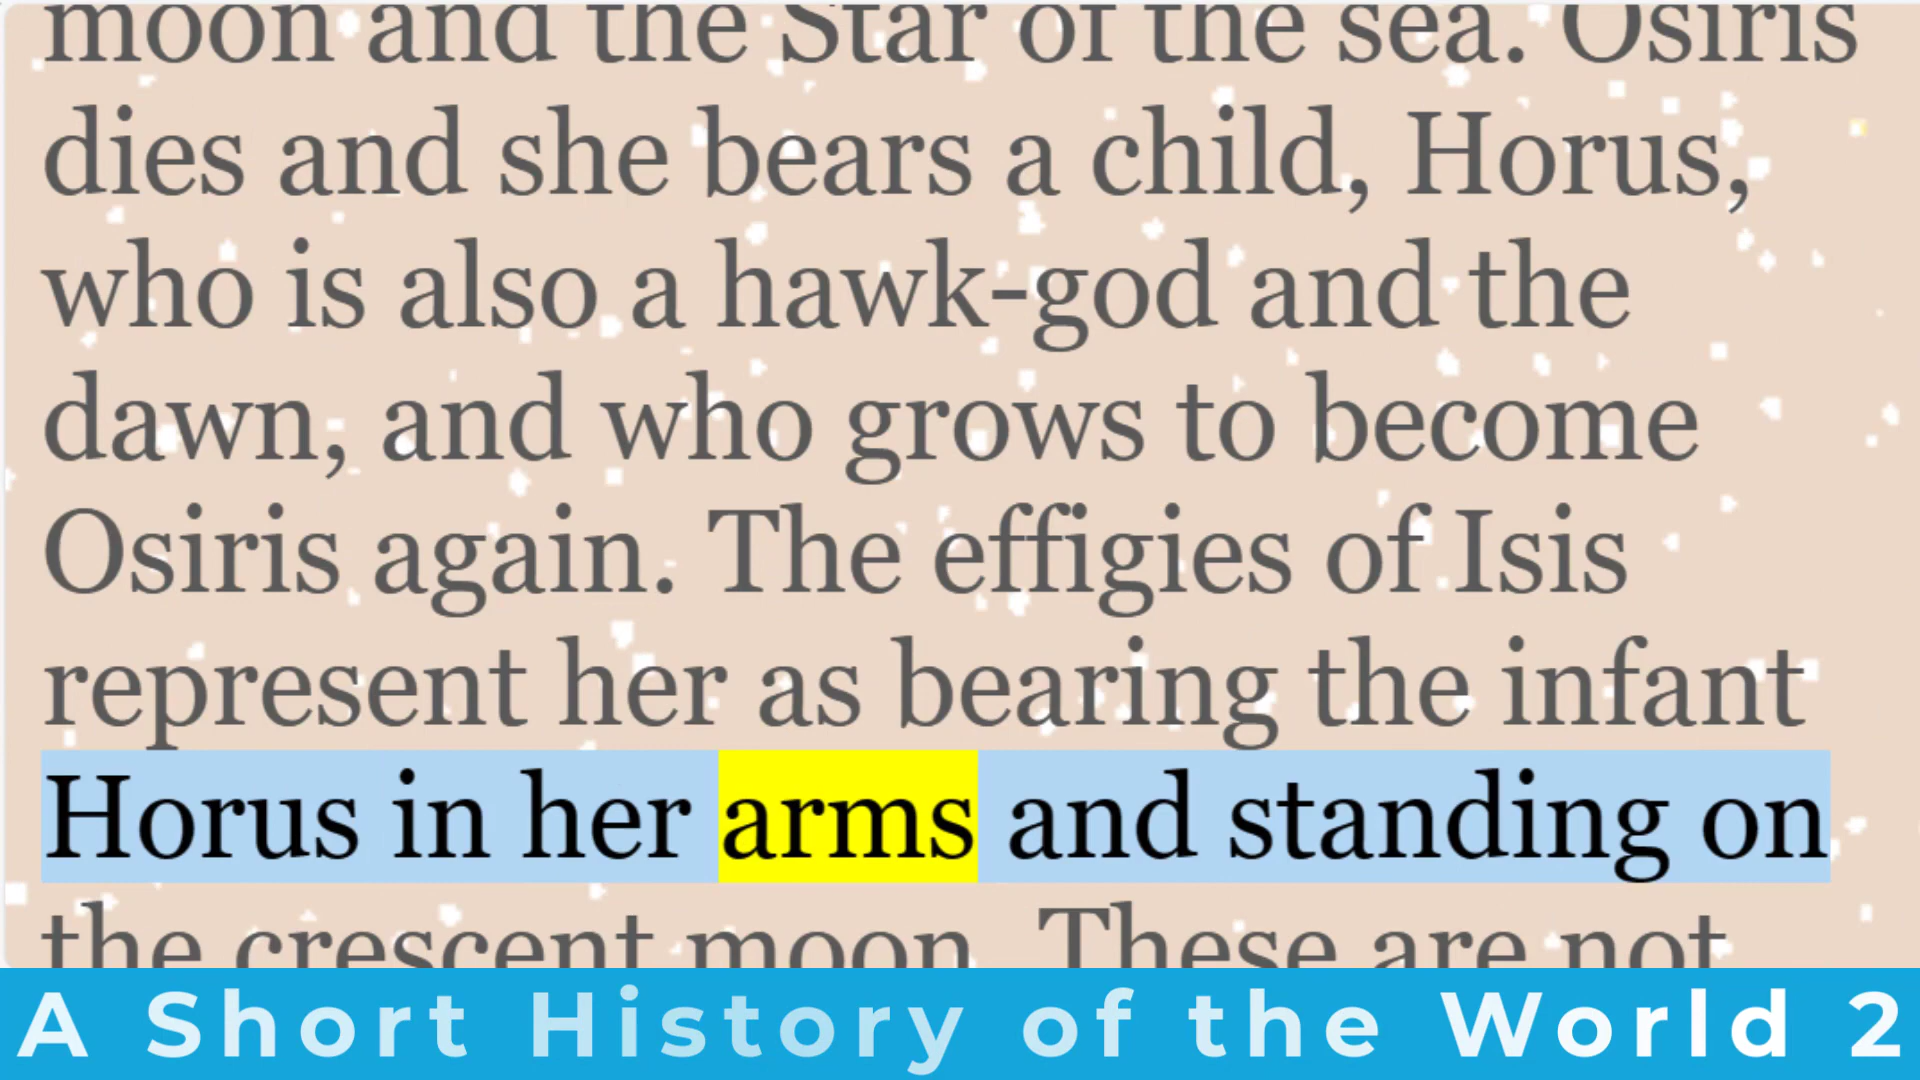 moon and the Star of the sea. Osiris
dies and she bears a child, Horus,
who is also a hawk-god and the
dawn, and who grows to become
Osiris again. The effigies of Isis
represent her as bearing the infant
Horus in her arms and standing on
the crescent moon. These are not
A Short History of the World 2